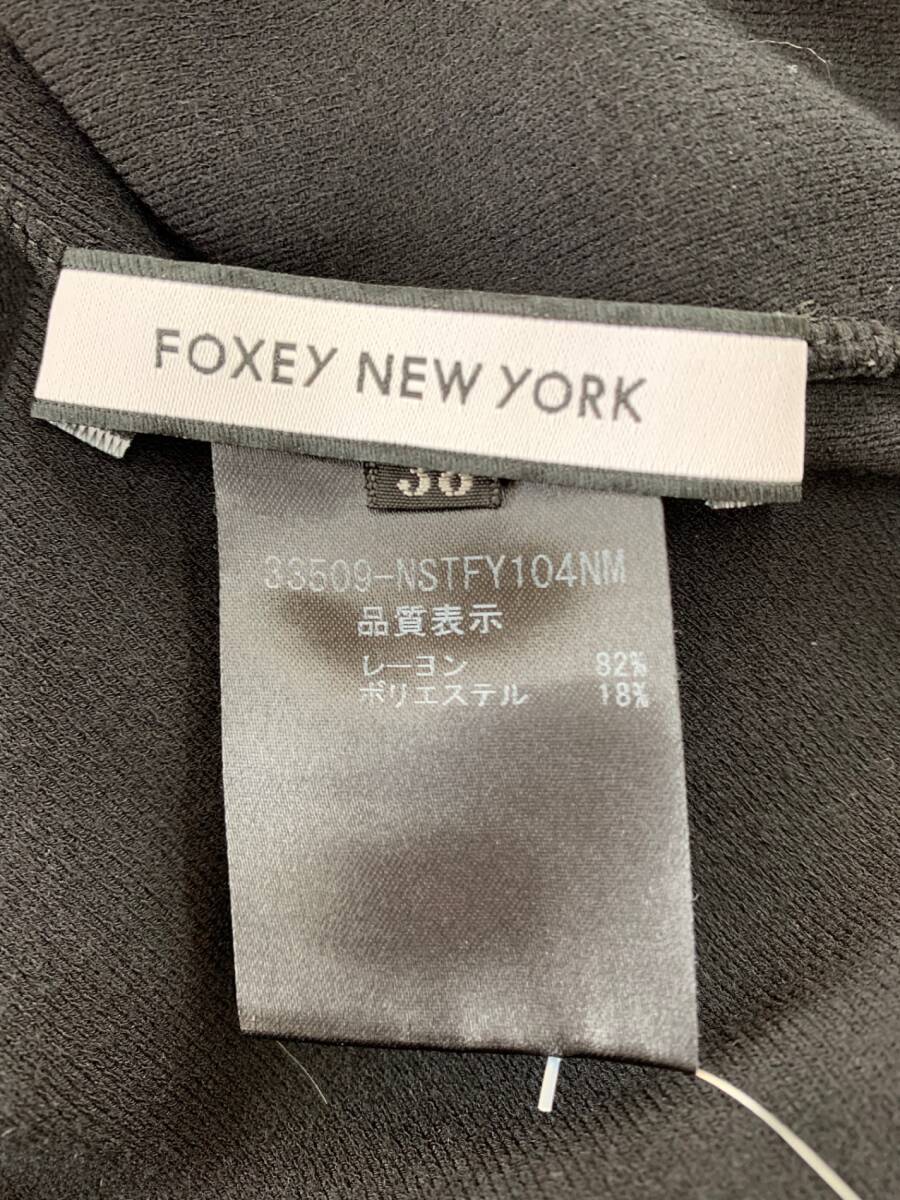 FOXEY NEW YORK
33509-NSTFY104NM
品質表示
レーヨン 82%
ポリエステル 18%